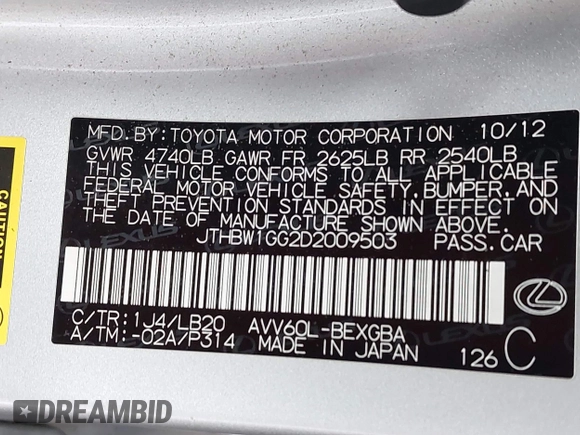 MFD. BY: TOYOTA MOTOR CORPORATION 10/12
GVWR 4740LB GAWR FR 2625LB RR 2540LB
THIS VEHICLE CONFORMS TO ALL APPLICABLE
FEDERAL MOTOR VEHICLE SAFETY, BUMPER, AND
THEFT PREVENTION STANDARDS IN EFFECT ON
THE DATE OF MANUFACTURE SHOWN ABOVE.
JTHBW1GG2D2009503 PASS. CAR
C/TR: 1J4/LB20 AVV60L-BEXGBA
A/TM: -02A/P314 MADE IN JAPAN 126 C
CAUTION
LEXUS
DREAMBID